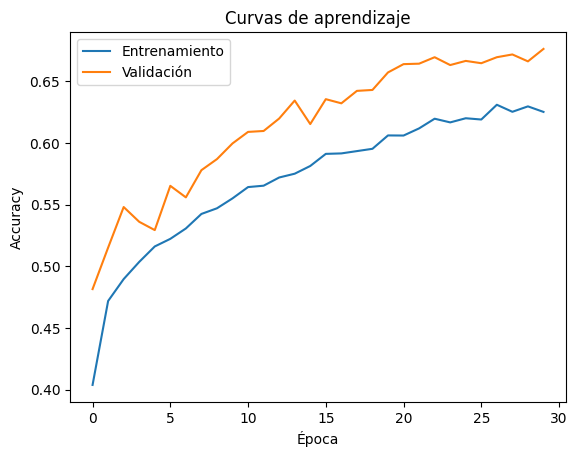 Curvas de aprendizaje
Entrenamiento
Validación
Accuracy
0.65
0.60
0.55
0.50
0.45
0.40
0 5 10 15 20 25 30
Época